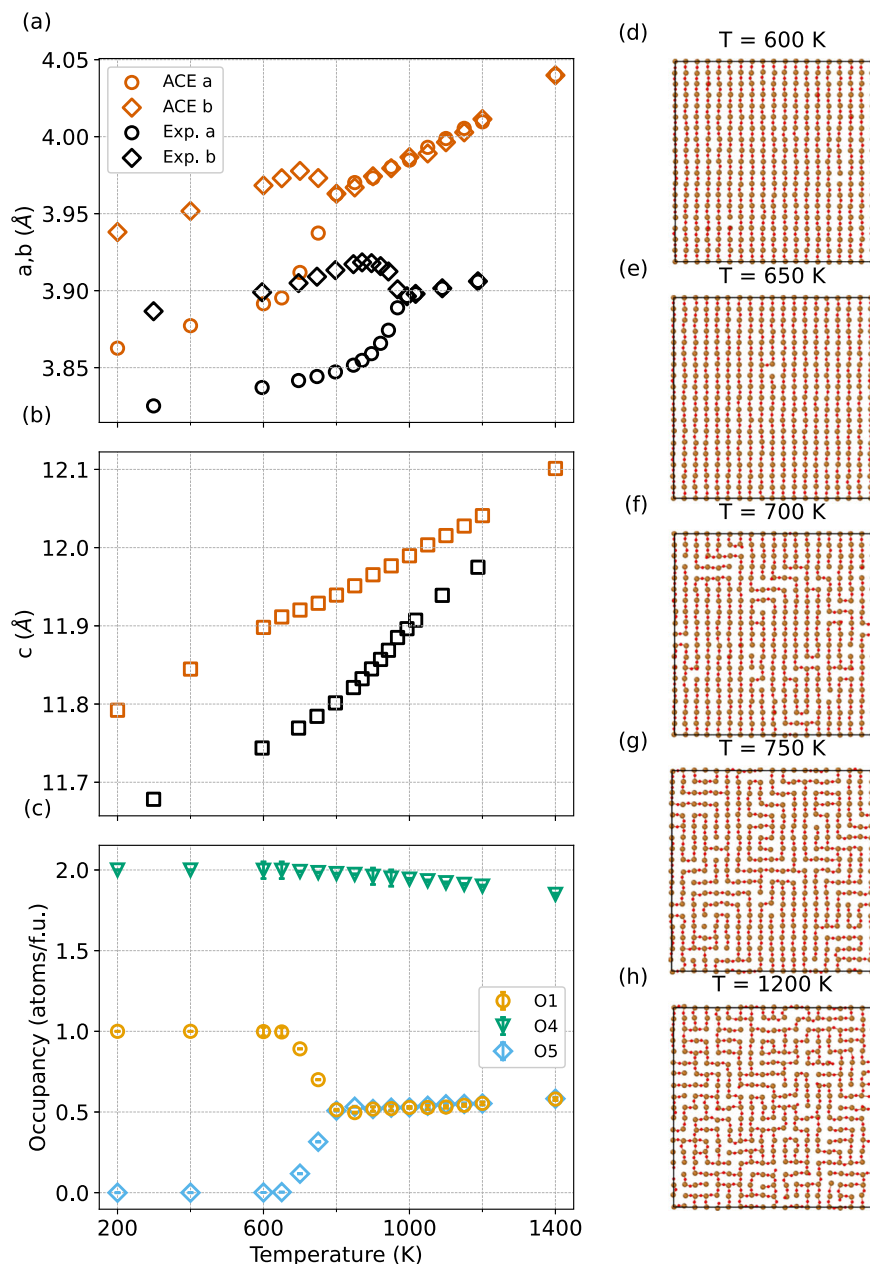 (a)
4.05
4.00
3.95
3.90
3.85
a,b (Å)
ACE a
ACE b
Exp. a
Exp. b
(b)
12.1
12.0
11.9
11.8
11.7
c (Å)
(c)
2.0
1.5
1.0
0.5
0.0
Occupancy (atoms/f.u.)
O1
O4
O5
200
600
1000
1400
Temperature (K)
(d)
T = 600 K
(e)
T = 650 K
(f)
T = 700 K
(g)
T = 750 K
(h)
T = 1200 K